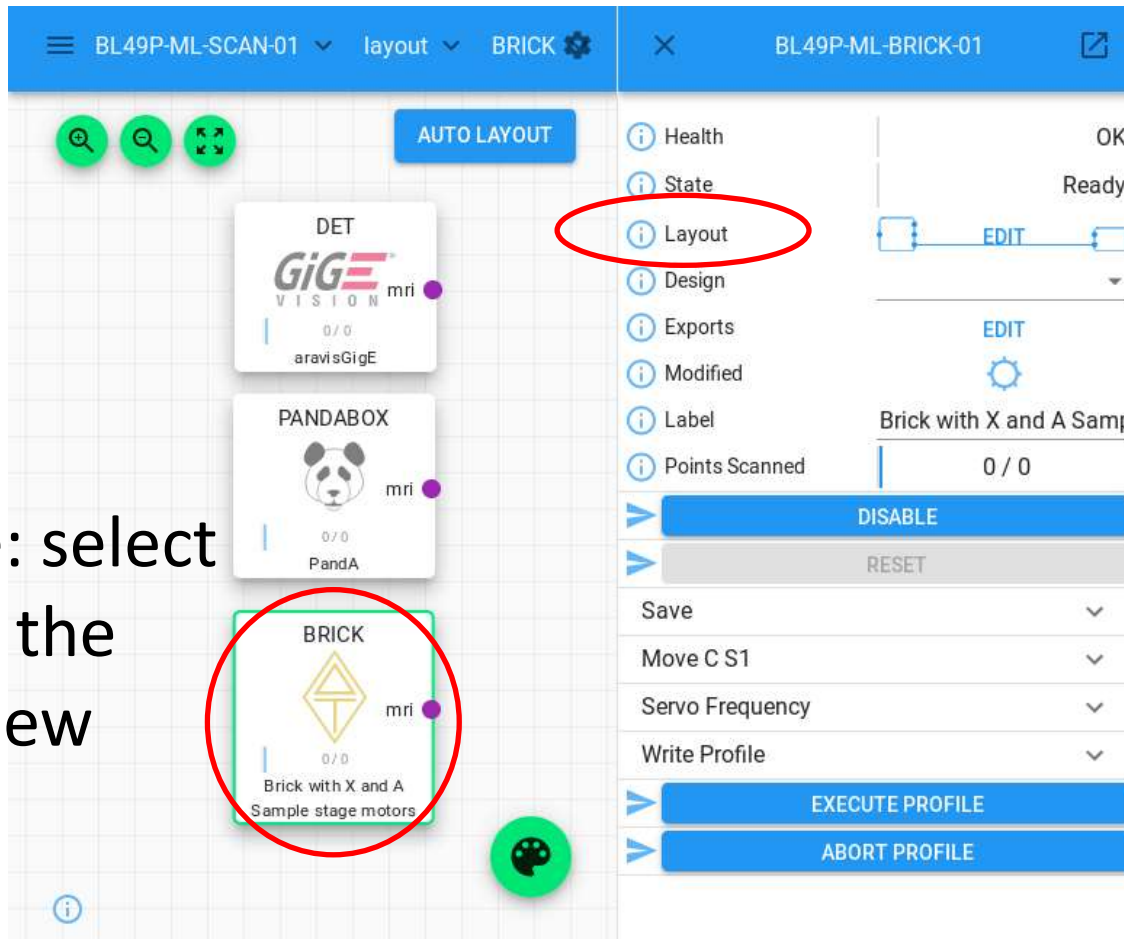 BL49P-ML-SCAN-01 layout BRICK
AUTO LAYOUT
DET
GiGE
VISION
mri
0/0
aravisGigE
PANDABOX
mri
0/0
PandA
: select
the
ew
BRICK
mri
0/0
Brick with X and A
Sample stage motors
BL49P-ML-BRICK-01
Health OK
State Ready
Layout EDIT
Design
Exports EDIT
Modified
Label Brick with X and A Samp
Points Scanned 0 / 0
DISABLE
RESET
Save
Move C S1
Servo Frequency
Write Profile
EXECUTE PROFILE
ABORT PROFILE